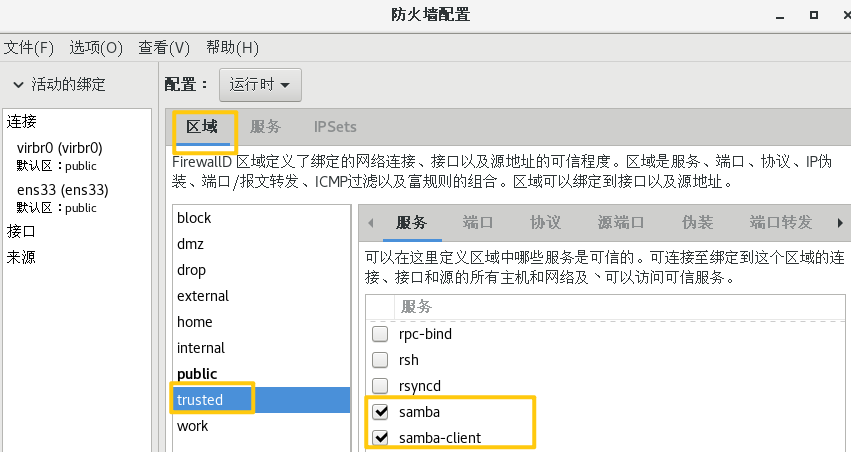 防火墙配置
文件(F) 选项(O) 查看(V) 帮助(H)
活动的绑定
配置： 运行时
连接
virbr0 (virbr0)
默认区：public
ens33 (ens33)
默认区：public
接口
来源
区域 服务 IPSets
FirewallD 区域定义了绑定的网络连接、接口以及源地址的可信程度。区域是服务、端口、协议、IP伪
装、端口/报文转发、ICMP过滤以及富规则的组合。区域可以绑定到接口以及源地址。
block
dmz
drop
external
home
internal
public
trusted
work
服务 端口 协议 源端口 伪装 端口转发
可以在这里定义区域中哪些服务是可信的。可连接至绑定到这个区域的连
接、接口和源的所有主机和网络及丶可以访问可信服务。
服务
rpc-bind
rsh
rsyncd
samba
samba-client